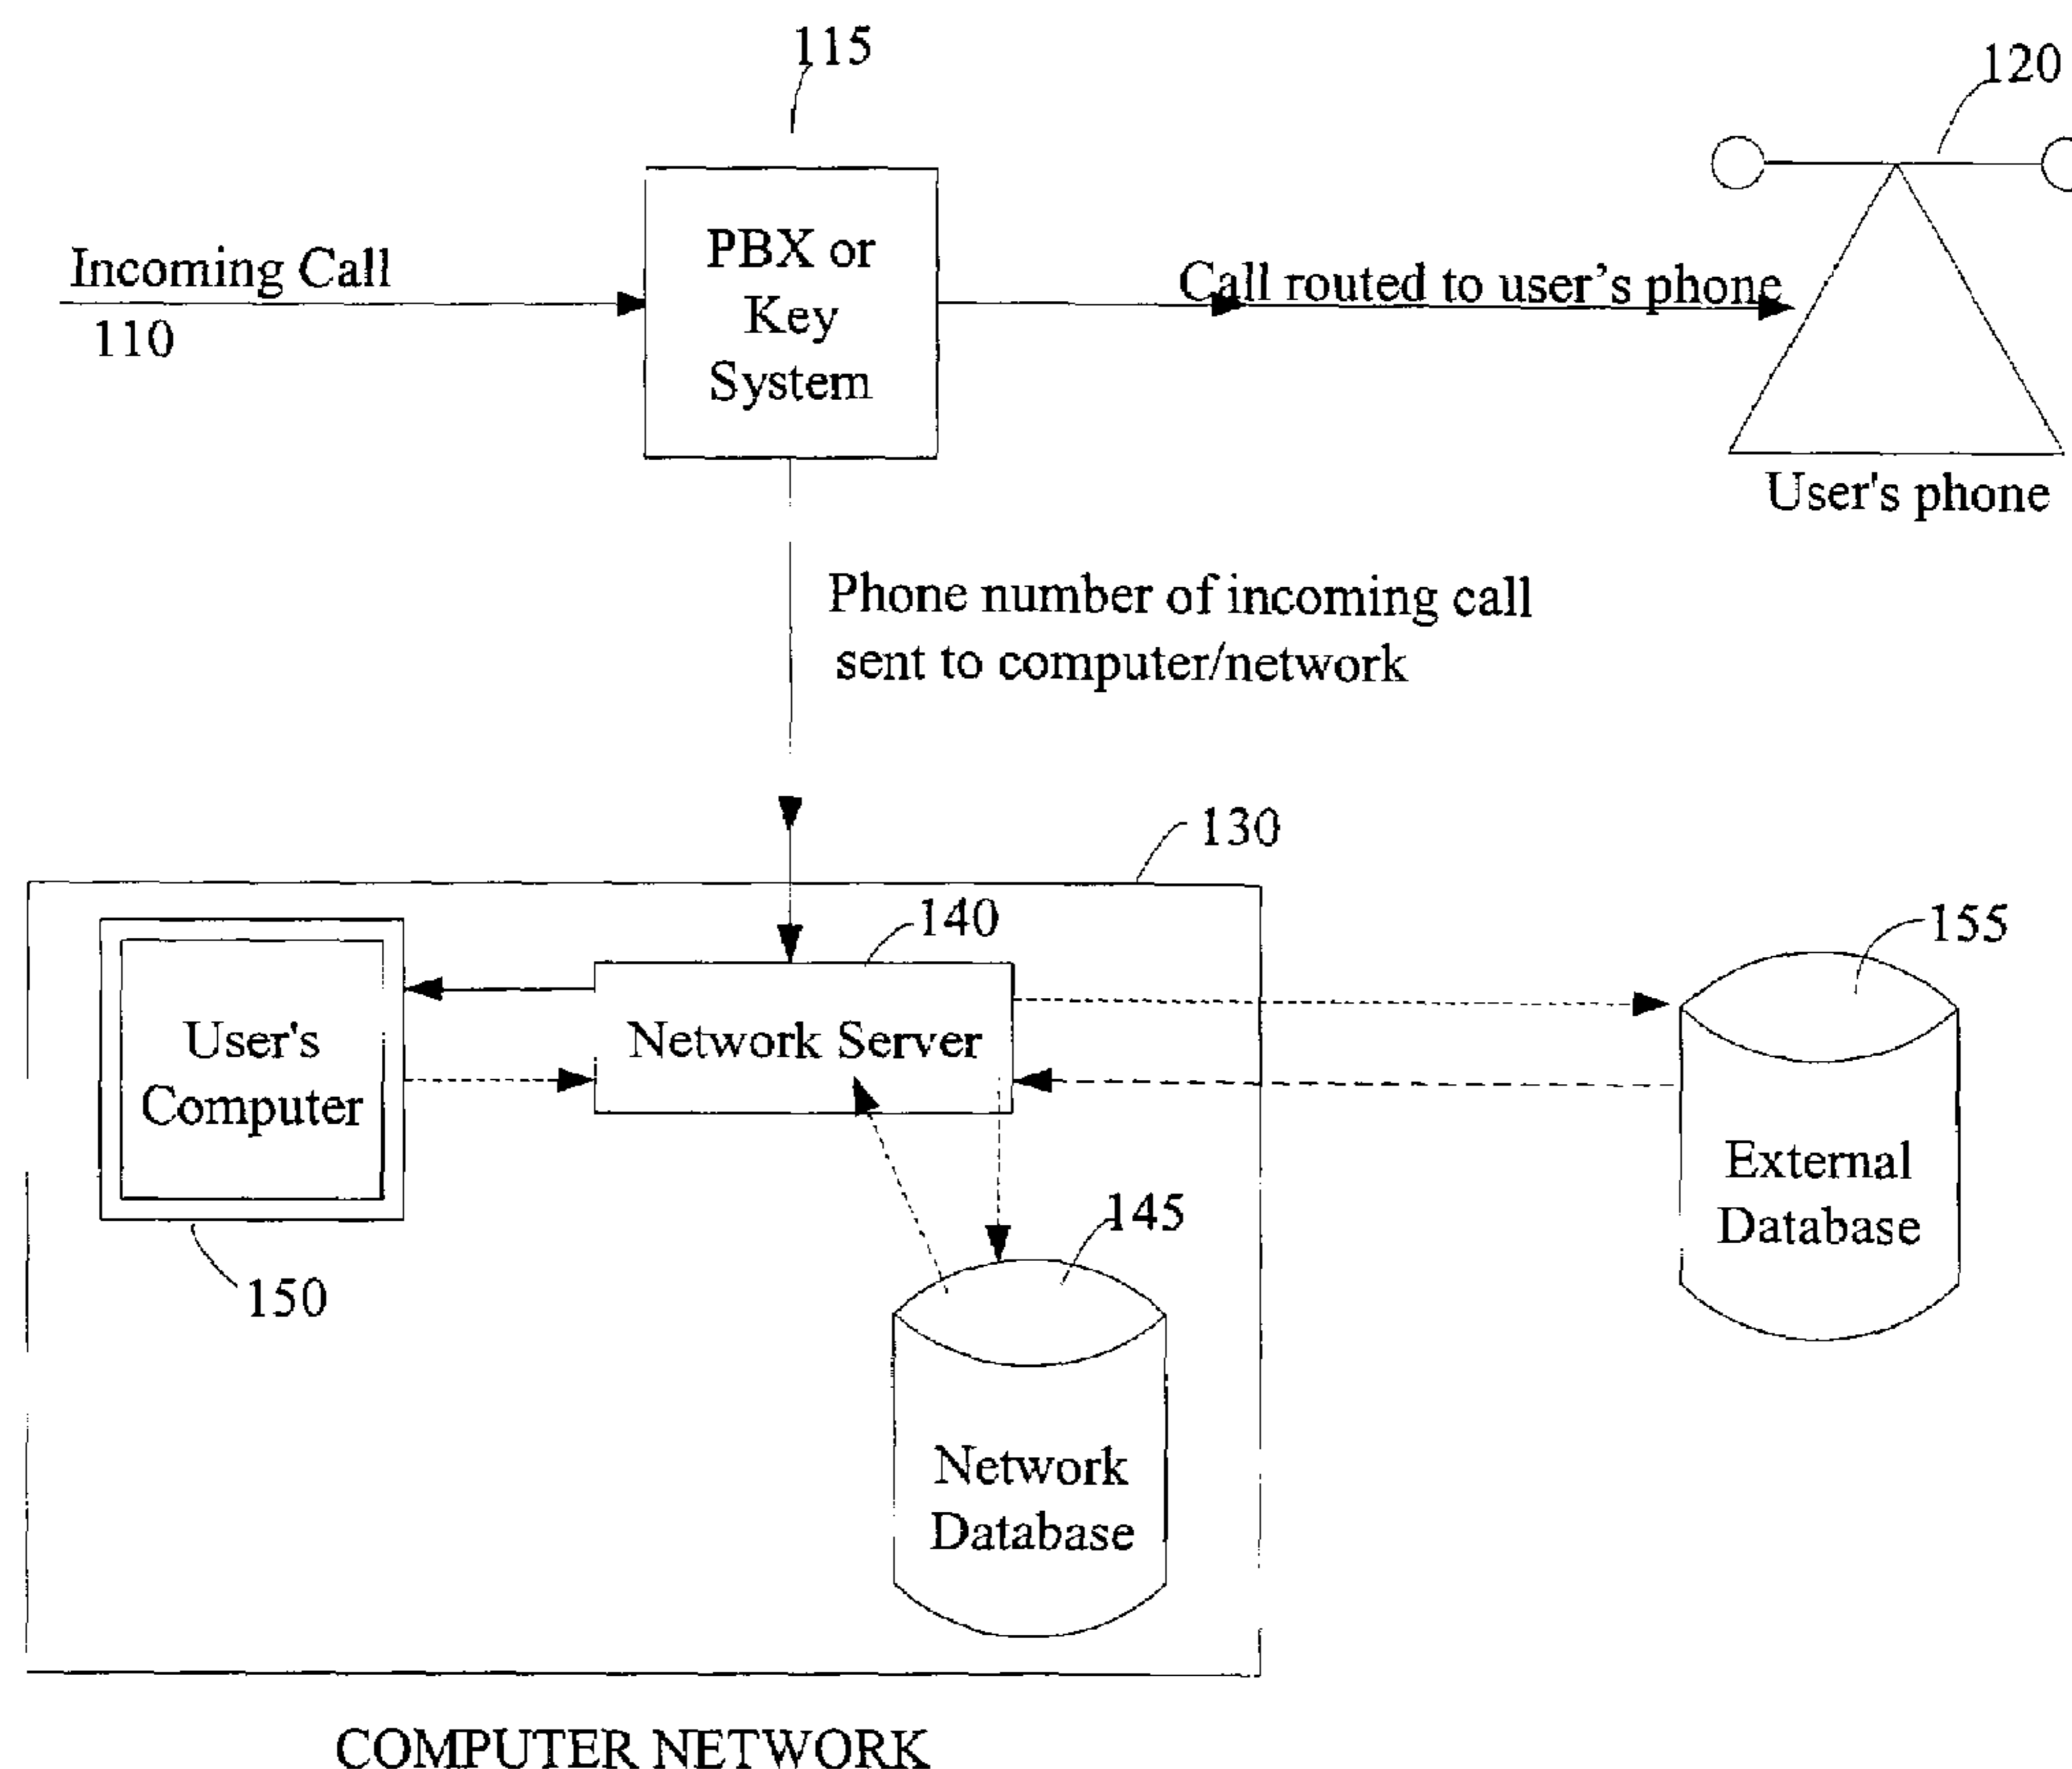 115
120
PBX or
Key
System
Incoming Call
110
Call routed to user’s phone
User's phone
Phone number of incoming call
sent to computer/network
130
140
155
User's
Computer
Network Server
External
Database
145
150
Network
Database
COMPUTER NETWORK